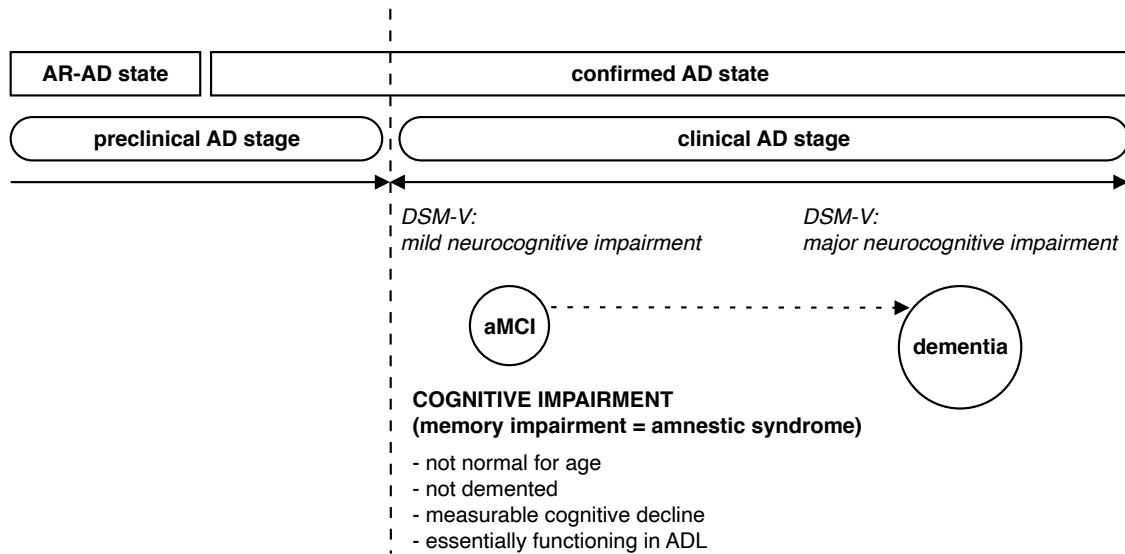 AR-AD state
confirmed AD state
preclinical AD stage
clinical AD stage
DSM-V:
mild neurocognitive impairment
DSM-V:
major neurocognitive impairment
aMCI
dementia
COGNITIVE IMPAIRMENT
(memory impairment = amnestic syndrome)
- not normal for age
- not demented
- measurable cognitive decline
- essentially functioning in ADL